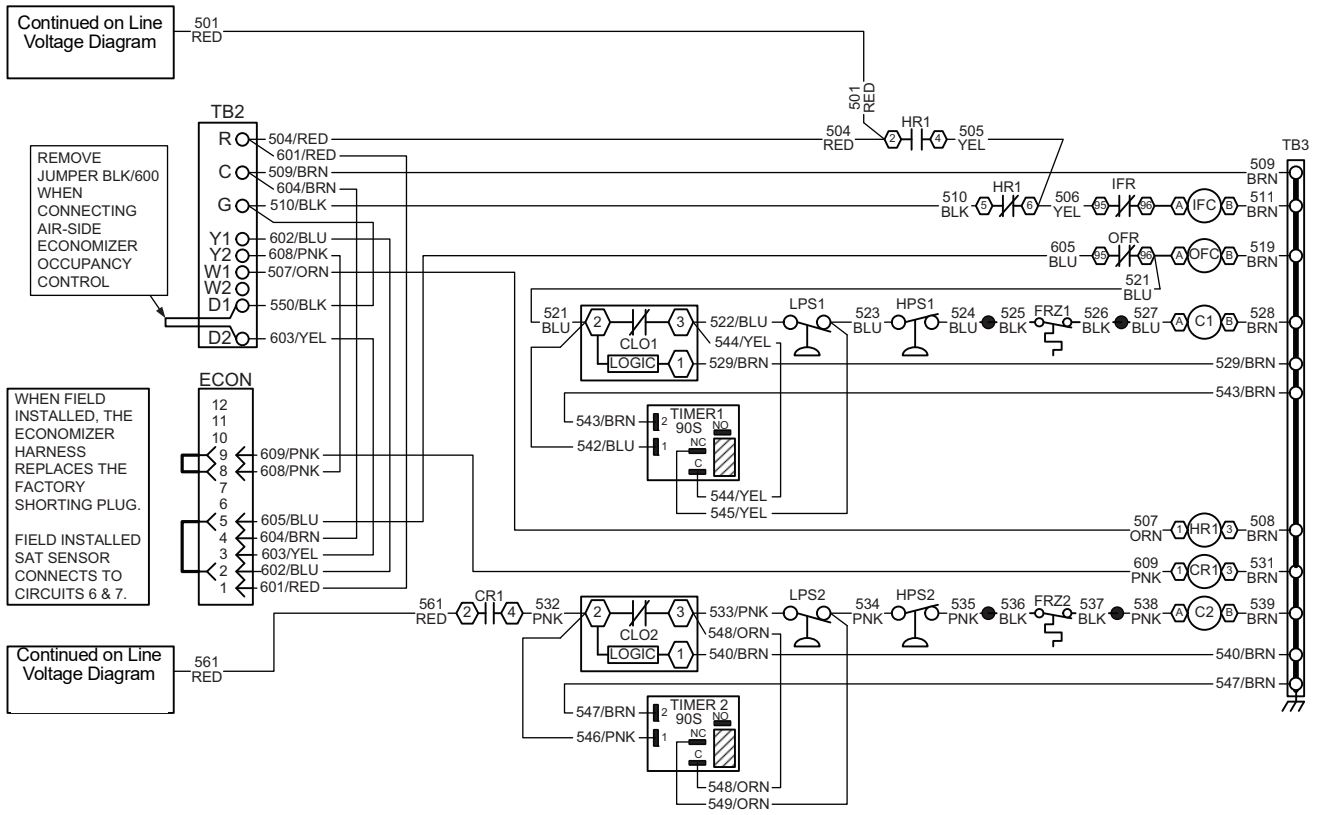 Continued on Line
Voltage Diagram
501
RED
501
RED
TB2
R
504/RED
601/RED
C
509/BRN
604/BRN
G
510/BLK
Y1
602/BLU
Y2
608/PNK
W1
507/ORN
W2
D1
550/BLK
D2
603/YEL
REMOVE
JUMPER BLK/600
WHEN
CONNECTING
AIR-SIDE
ECONOMIZER
OCCUPANCY
CONTROL
504
RED
2
HR1
4
505
YEL
TB3
509
BRN
510
BLK
5
HR1
6
506
YEL
95
IFR
96
A
IFC
B
511
BRN
605
BLU
95
OFR
96
A
OFC
B
519
BRN
521
BLU
521
BLU
2
CLO1
3
LOGIC
1
522/BLU
544/YEL
529/BRN
LPS1
523
BLU
HPS1
524
BLU
525
BLK
FRZ1
526
BLK
527
BLU
A
C1
B
528
BRN
529/BRN
543/BRN
543/BRN
542/BLU
2
1
TIMER1
90S
NO
NC
C
544/YEL
545/YEL
ECON
12
11
10
9
8
7
6
5
4
3
2
1
609/PNK
608/PNK
605/BLU
604/BRN
603/YEL
602/BLU
601/RED
WHEN FIELD
INSTALLED, THE
ECONOMIZER
HARNESS
REPLACES THE
FACTORY
SHORTING PLUG.
FIELD INSTALLED
SAT SENSOR
CONNECTS TO
CIRCUITS 6 & 7.
507
ORN
1
HR1
3
508
BRN
609
PNK
1
CR1
3
531
BRN
561
RED
2
CR1
4
532
PNK
2
CLO2
3
LOGIC
1
533/PNK
548/ORN
540/BRN
LPS2
534
PNK
HPS2
535
PNK
536
BLK
FRZ2
537
BLK
538
PNK
A
C2
B
539
BRN
540/BRN
547/BRN
Continued on Line
Voltage Diagram
561
RED
547/BRN
546/PNK
2
1
TIMER 2
90S
NO
NC
C
548/ORN
549/ORN